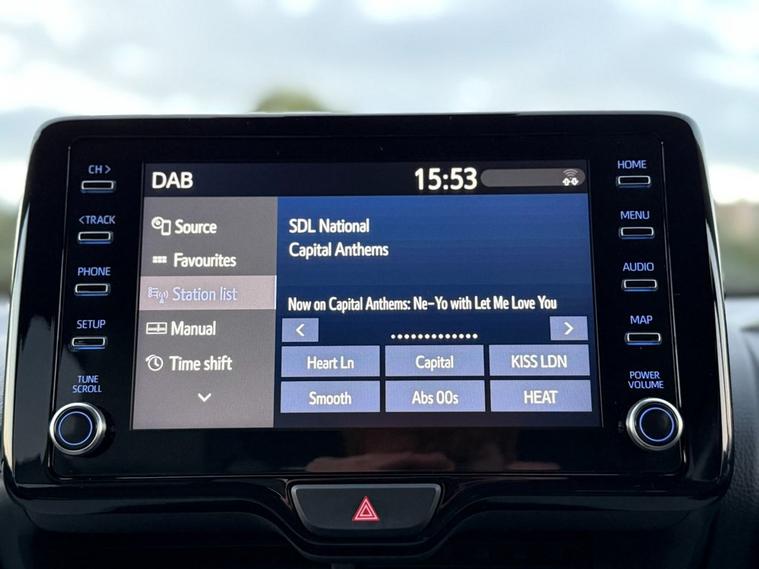 DAB 15:53
CH >
<TRACK
PHONE
SETUP
TUNE
SCROLL
Source
Favourites
Station list
Manual
Time shift
SDL National
Capital Anthems
Now on Capital Anthems: Ne-Yo with Let Me Love You
< >
Heart Ln Capital KISS LDN
Smooth Abs 00s HEAT
HOME
MENU
AUDIO
MAP
POWER
VOLUME